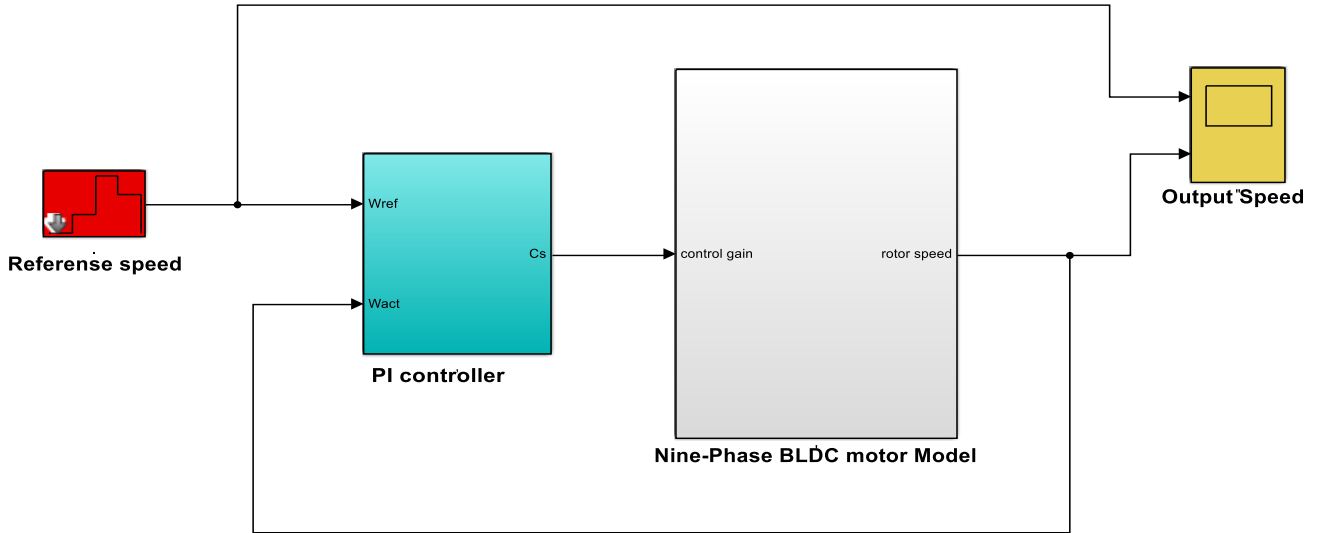 Output "Speed
Wref
Referense speed
Cs
control gain
rotor speed
Wact
PI controller
Nine-Phase BLDC motor Model